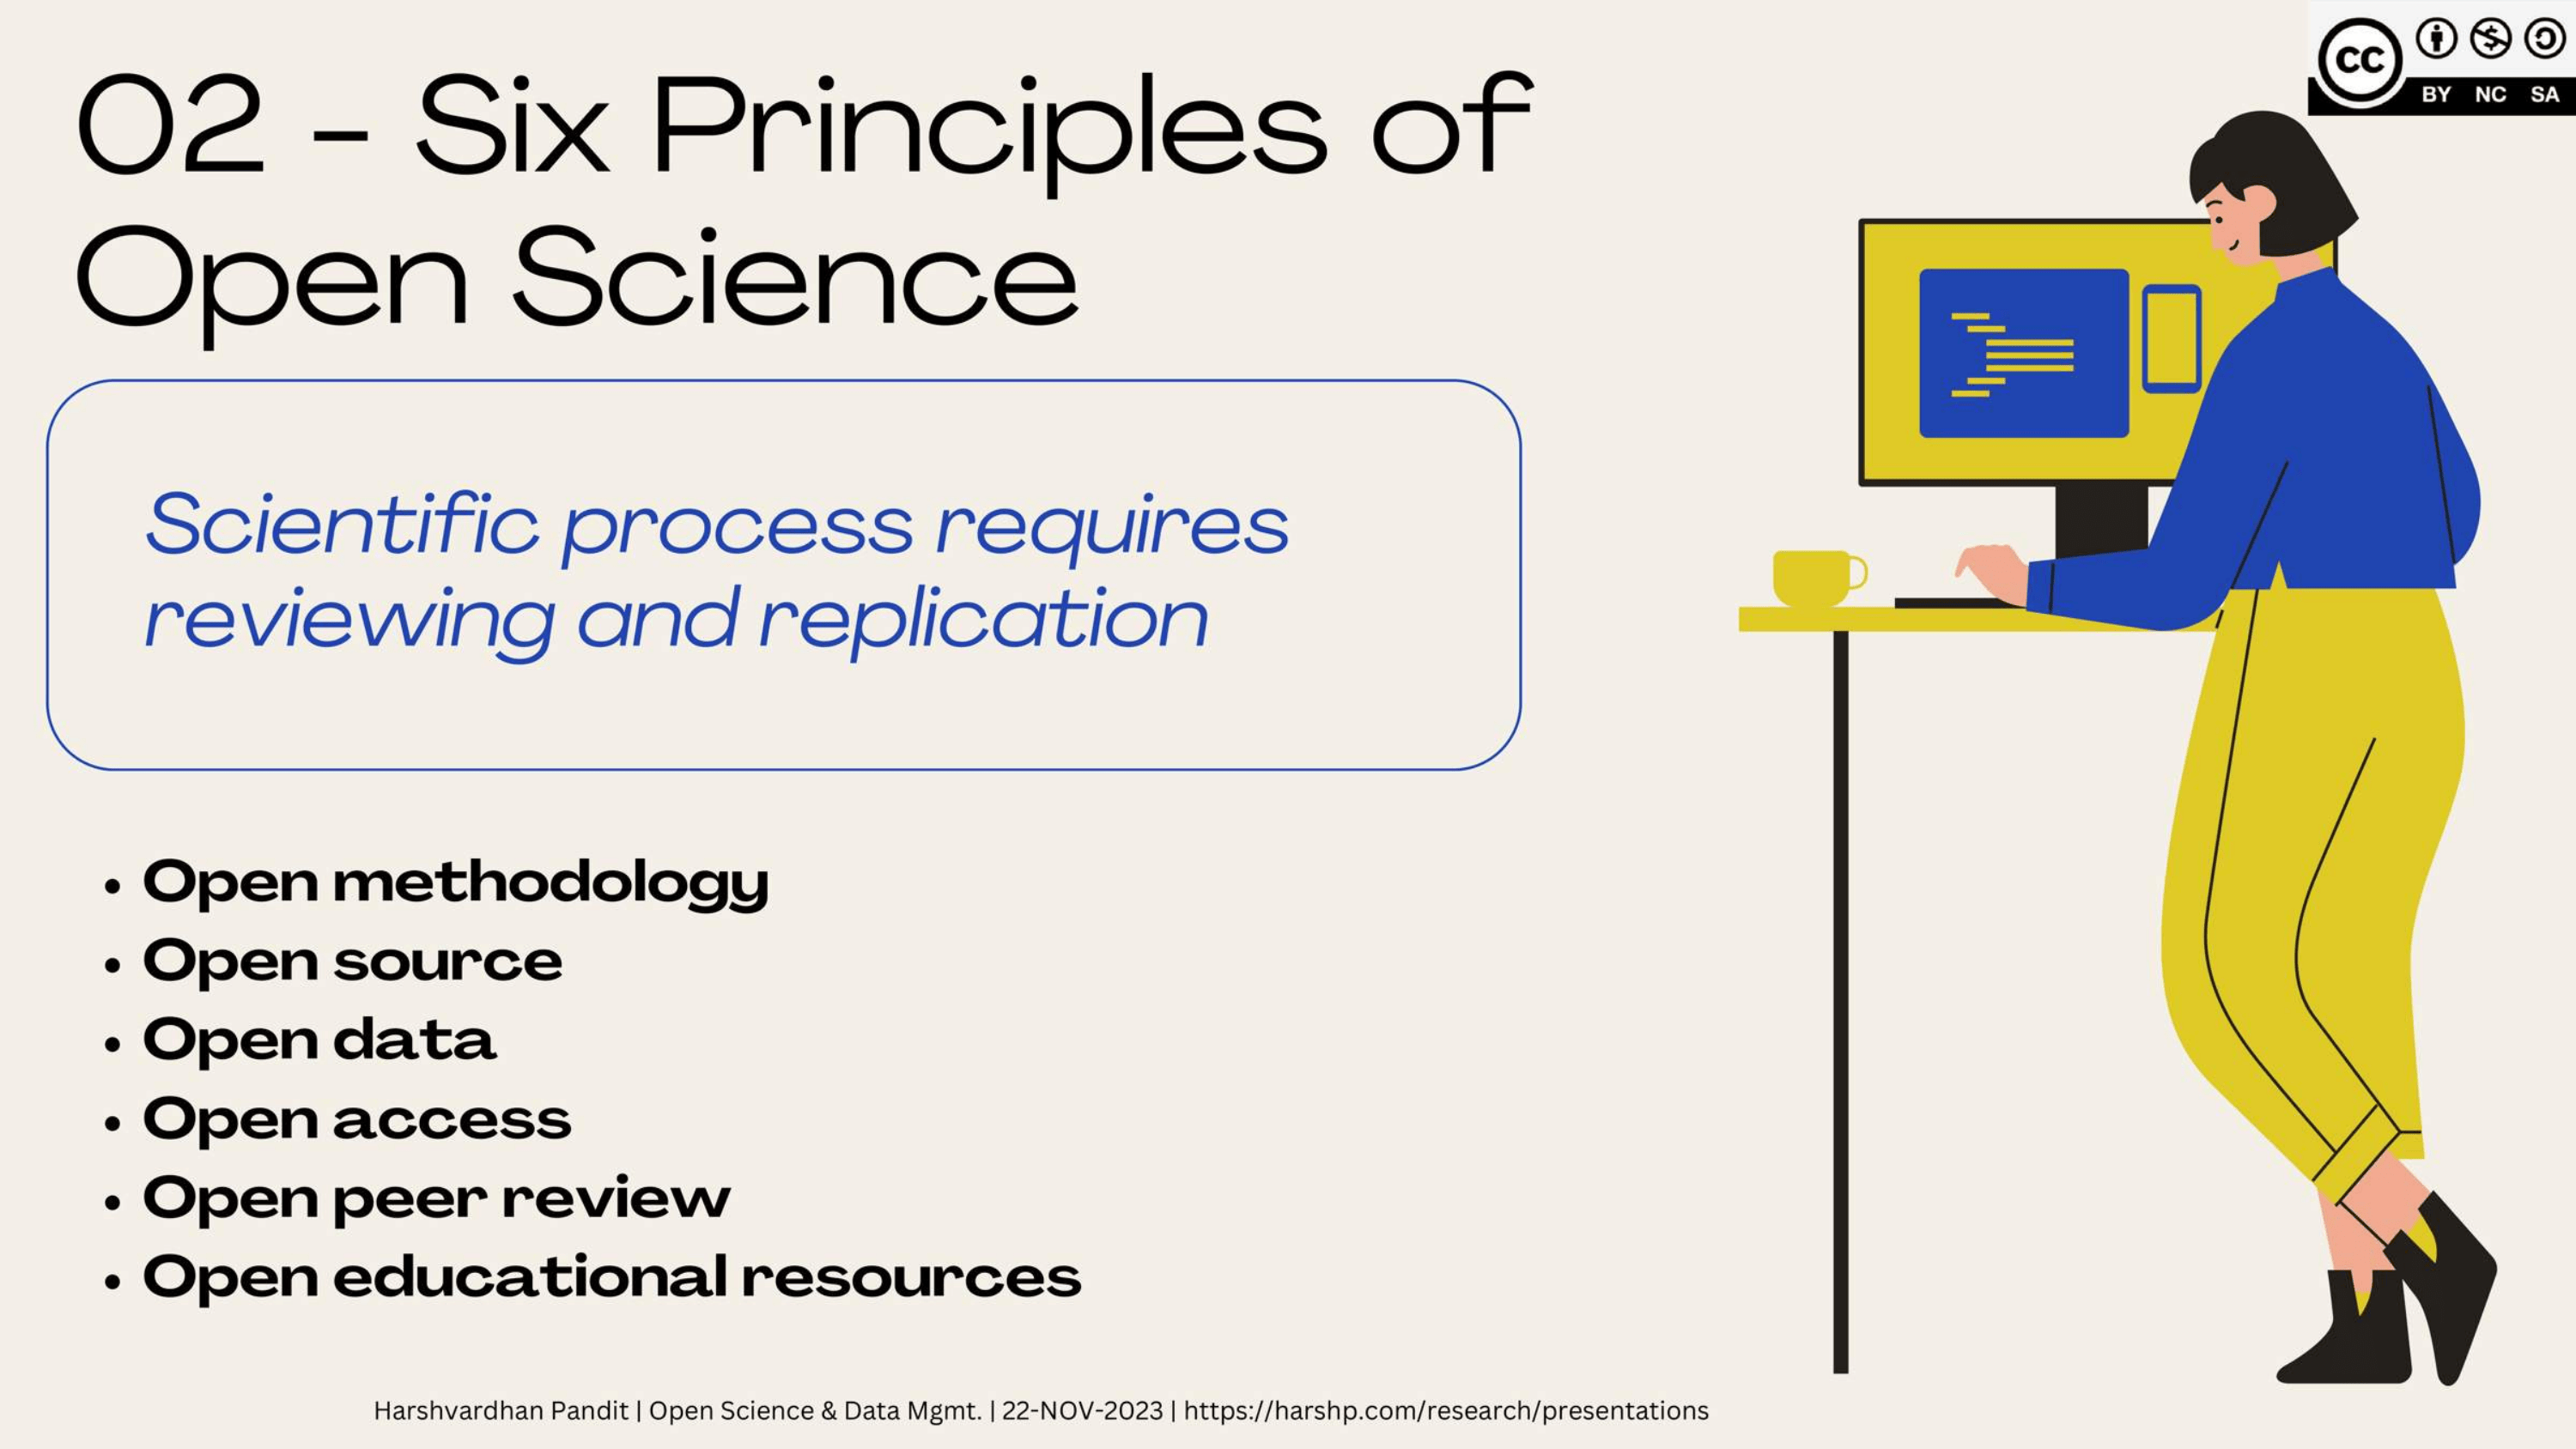 02 - Six Principles of
Open Science
CC
BY NC SA
Scientific process requires
reviewing and replication
• Open methodology
• Open source
• Open data
• Open access
• Open peer review
• Open educational resources
Harshvardhan Pandit | Open Science & Data Mgmt. | 22-NOV-2023 | https://harshp.com/research/presentations